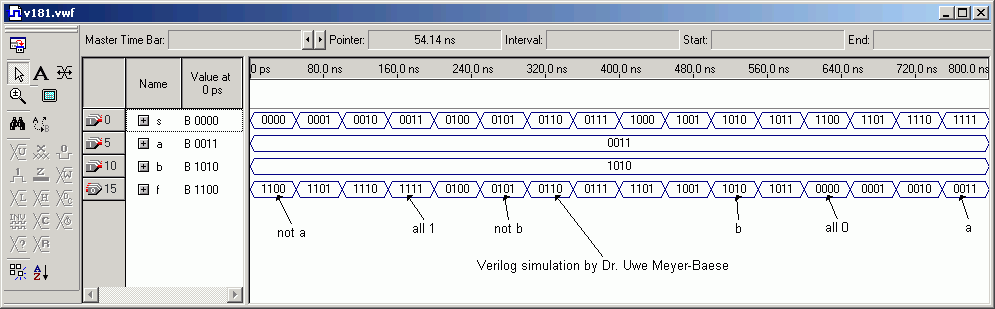 v181.vwf
Master Time Bar: Pointer: 54.14 ns Interval: Start: End:
A
Name Value at 0 ps
0 ps 80.0 ns 160.0 ns 240.0 ns 320.0 ns 400.0 ns 480.0 ns 560.0 ns 640.0 ns 720.0 ns 800.0 ns
0 s B 0000 0000 0001 0010 0011 0100 0101 0110 0111 1000 1001 1010 1011 1100 1101 1110 1111
5 a B 0011 0011
10 b B 1010 1010
15 f B 1100 1100 1101 1110 1111 0100 0101 0110 0111 1101 1001 1010 1011 0000 0001 0010 0011
not a all 1 not b b all 0 a
Verilog simulation by Dr. Uwe Meyer-Baese